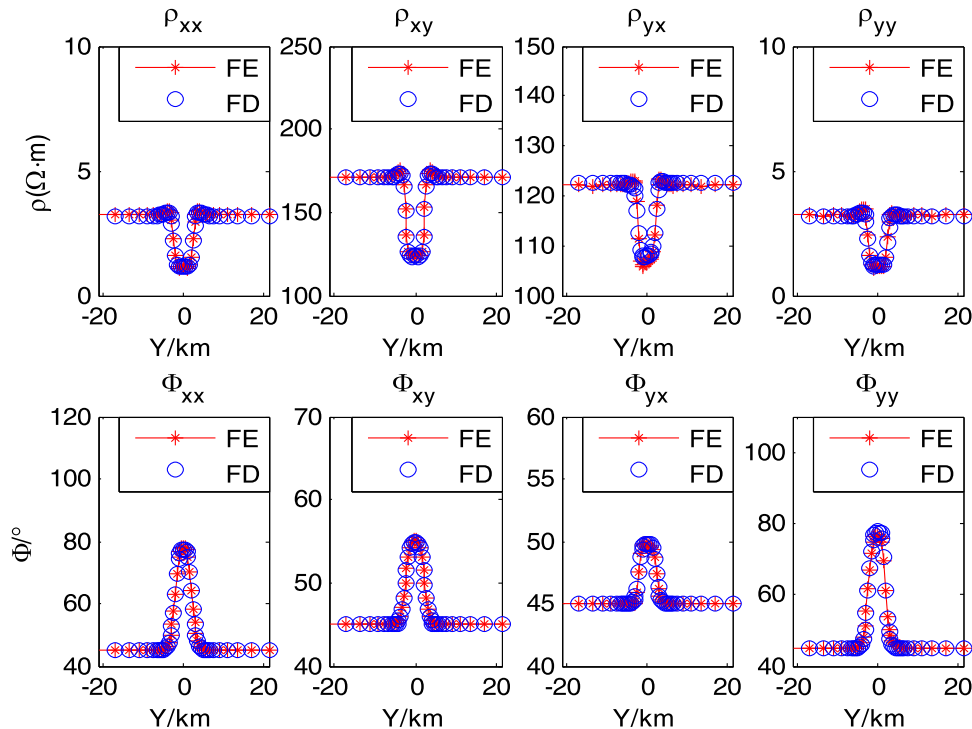 ρxx
ρxy
ρyx
ρyy
10
5
0
ρ(Ω·m)
FE
FD
-20 0 20
Y/km
250
200
150
100
FE
FD
-20 0 20
Y/km
150
140
130
120
110
100
FE
FD
-20 0 20
Y/km
10
5
0
FE
FD
-20 0 20
Y/km
Φxx
Φxy
Φyx
Φyy
120
100
80
60
40
Φ/°
FE
FD
-20 0 20
Y/km
70
60
50
40
FE
FD
-20 0 20
Y/km
60
55
50
45
40
FE
FD
-20 0 20
Y/km
100
80
60
40
FE
FD
-20 0 20
Y/km